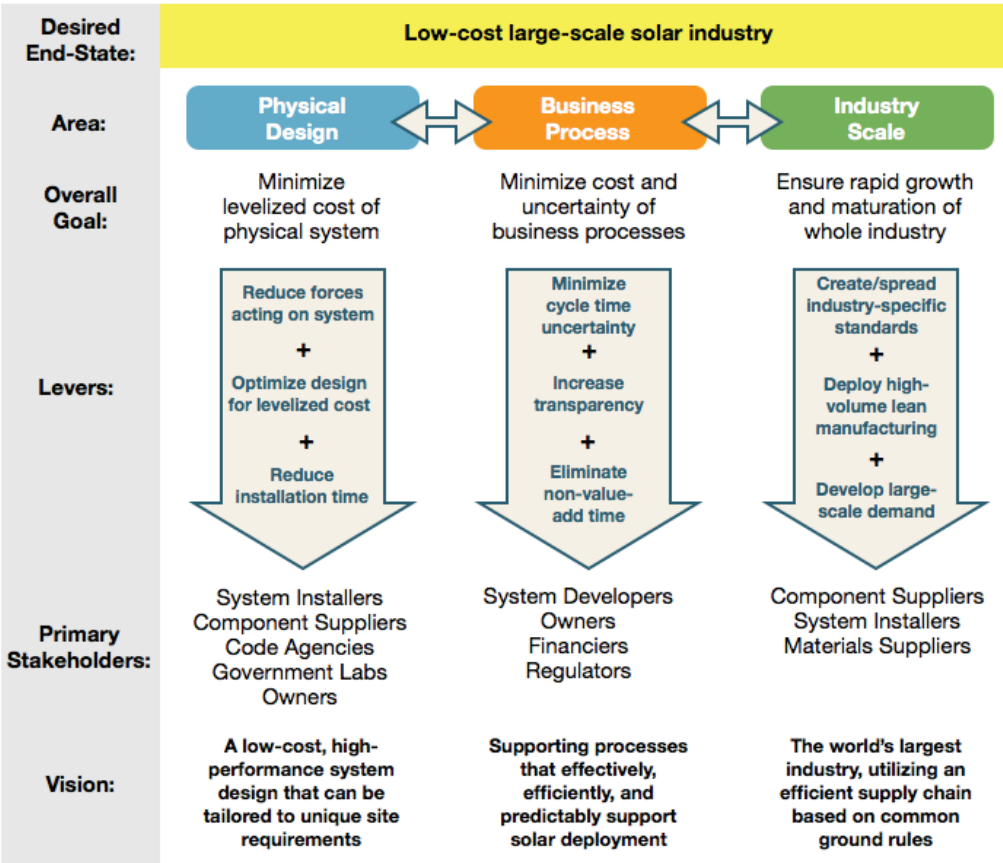 Desired
End-State:
Low-cost large-scale solar industry
Area:
Physical
Design
Business
Process
Industry
Scale
Overall
Goal:
Minimize
levelized cost of
physical system
Minimize cost and
uncertainty of
business processes
Ensure rapid growth
and maturation of
whole industry
Levers:
Reduce forces
acting on system
+
Optimize design
for levelized cost
+
Reduce
installation time
Minimize
cycle time
uncertainty
+
Increase
transparency
+
Eliminate
non-value-
add time
Create/spread
industry-specific
standards
+
Deploy high-
volume lean
manufacturing
+
Develop large-
scale demand
Primary
Stakeholders:
System Installers
Component Suppliers
Code Agencies
Government Labs
Owners
System Developers
Owners
Financiers
Regulators
Component Suppliers
System Installers
Materials Suppliers
Vision:
A low-cost, high-
performance system
design that can be
tailored to unique site
requirements
Supporting processes
that effectively,
efficiently, and
predictably support
solar deployment
The world's largest
industry, utilizing an
efficient supply chain
based on common
ground rules